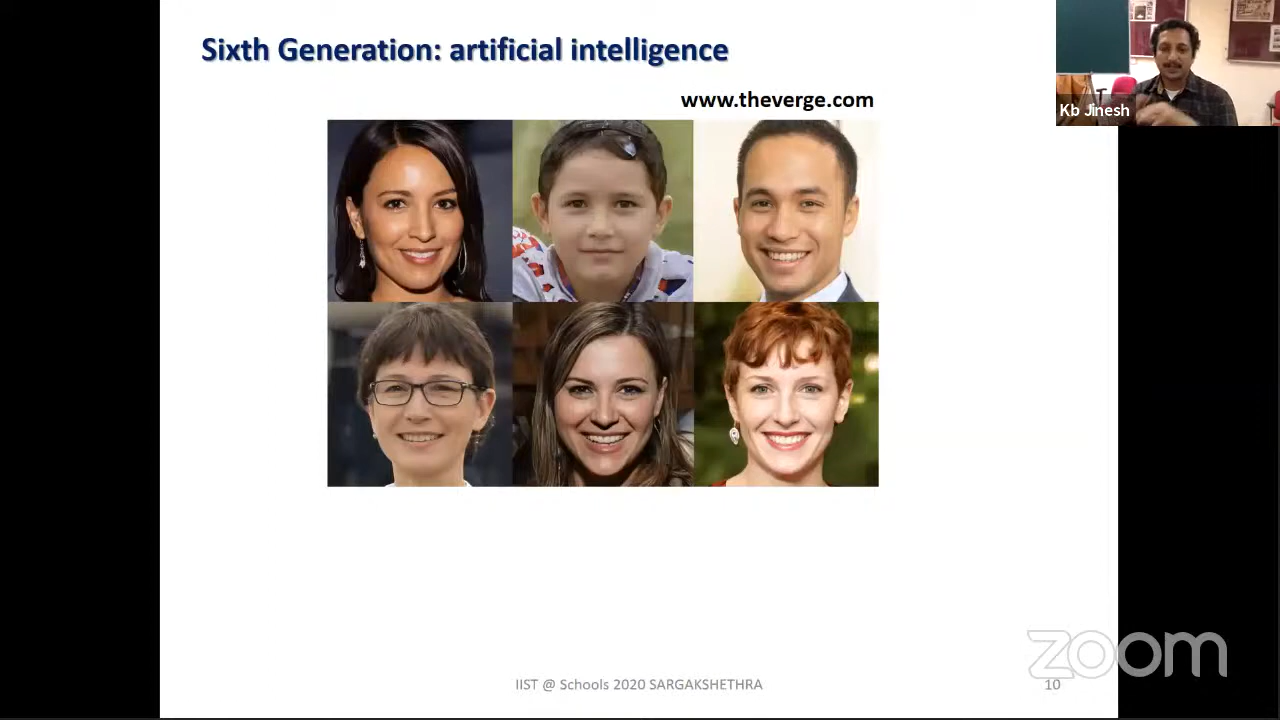 Sixth Generation: artificial intelligence
www.theverge.com
Kb Jinesh
zoom
IIST @ Schools 2020 SARGAKSHETHRA
10